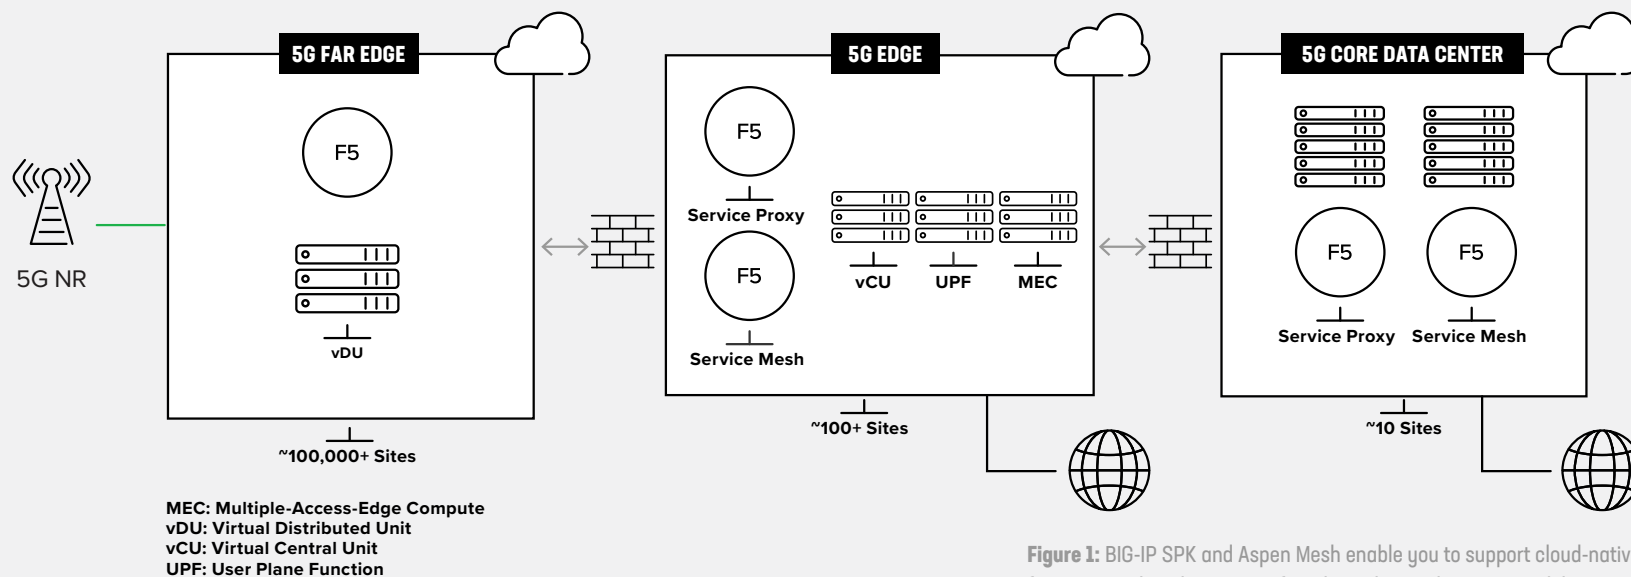 5G FAR EDGE
5G EDGE
5G CORE DATA CENTER
5G NR
F5
vDU
~100,000+ Sites
F5
Service Proxy
F5
Service Mesh
vCU
UPF
MEC
~100+ Sites
F5
Service Proxy
F5
Service Mesh
~10 Sites
MEC: Multiple-Access-Edge Compute
vDU: Virtual Distributed Unit
vCU: Virtual Central Unit
UPF: User Plane Function
Figure 1: BIG-IP SPK and Aspen Mesh enable you to support